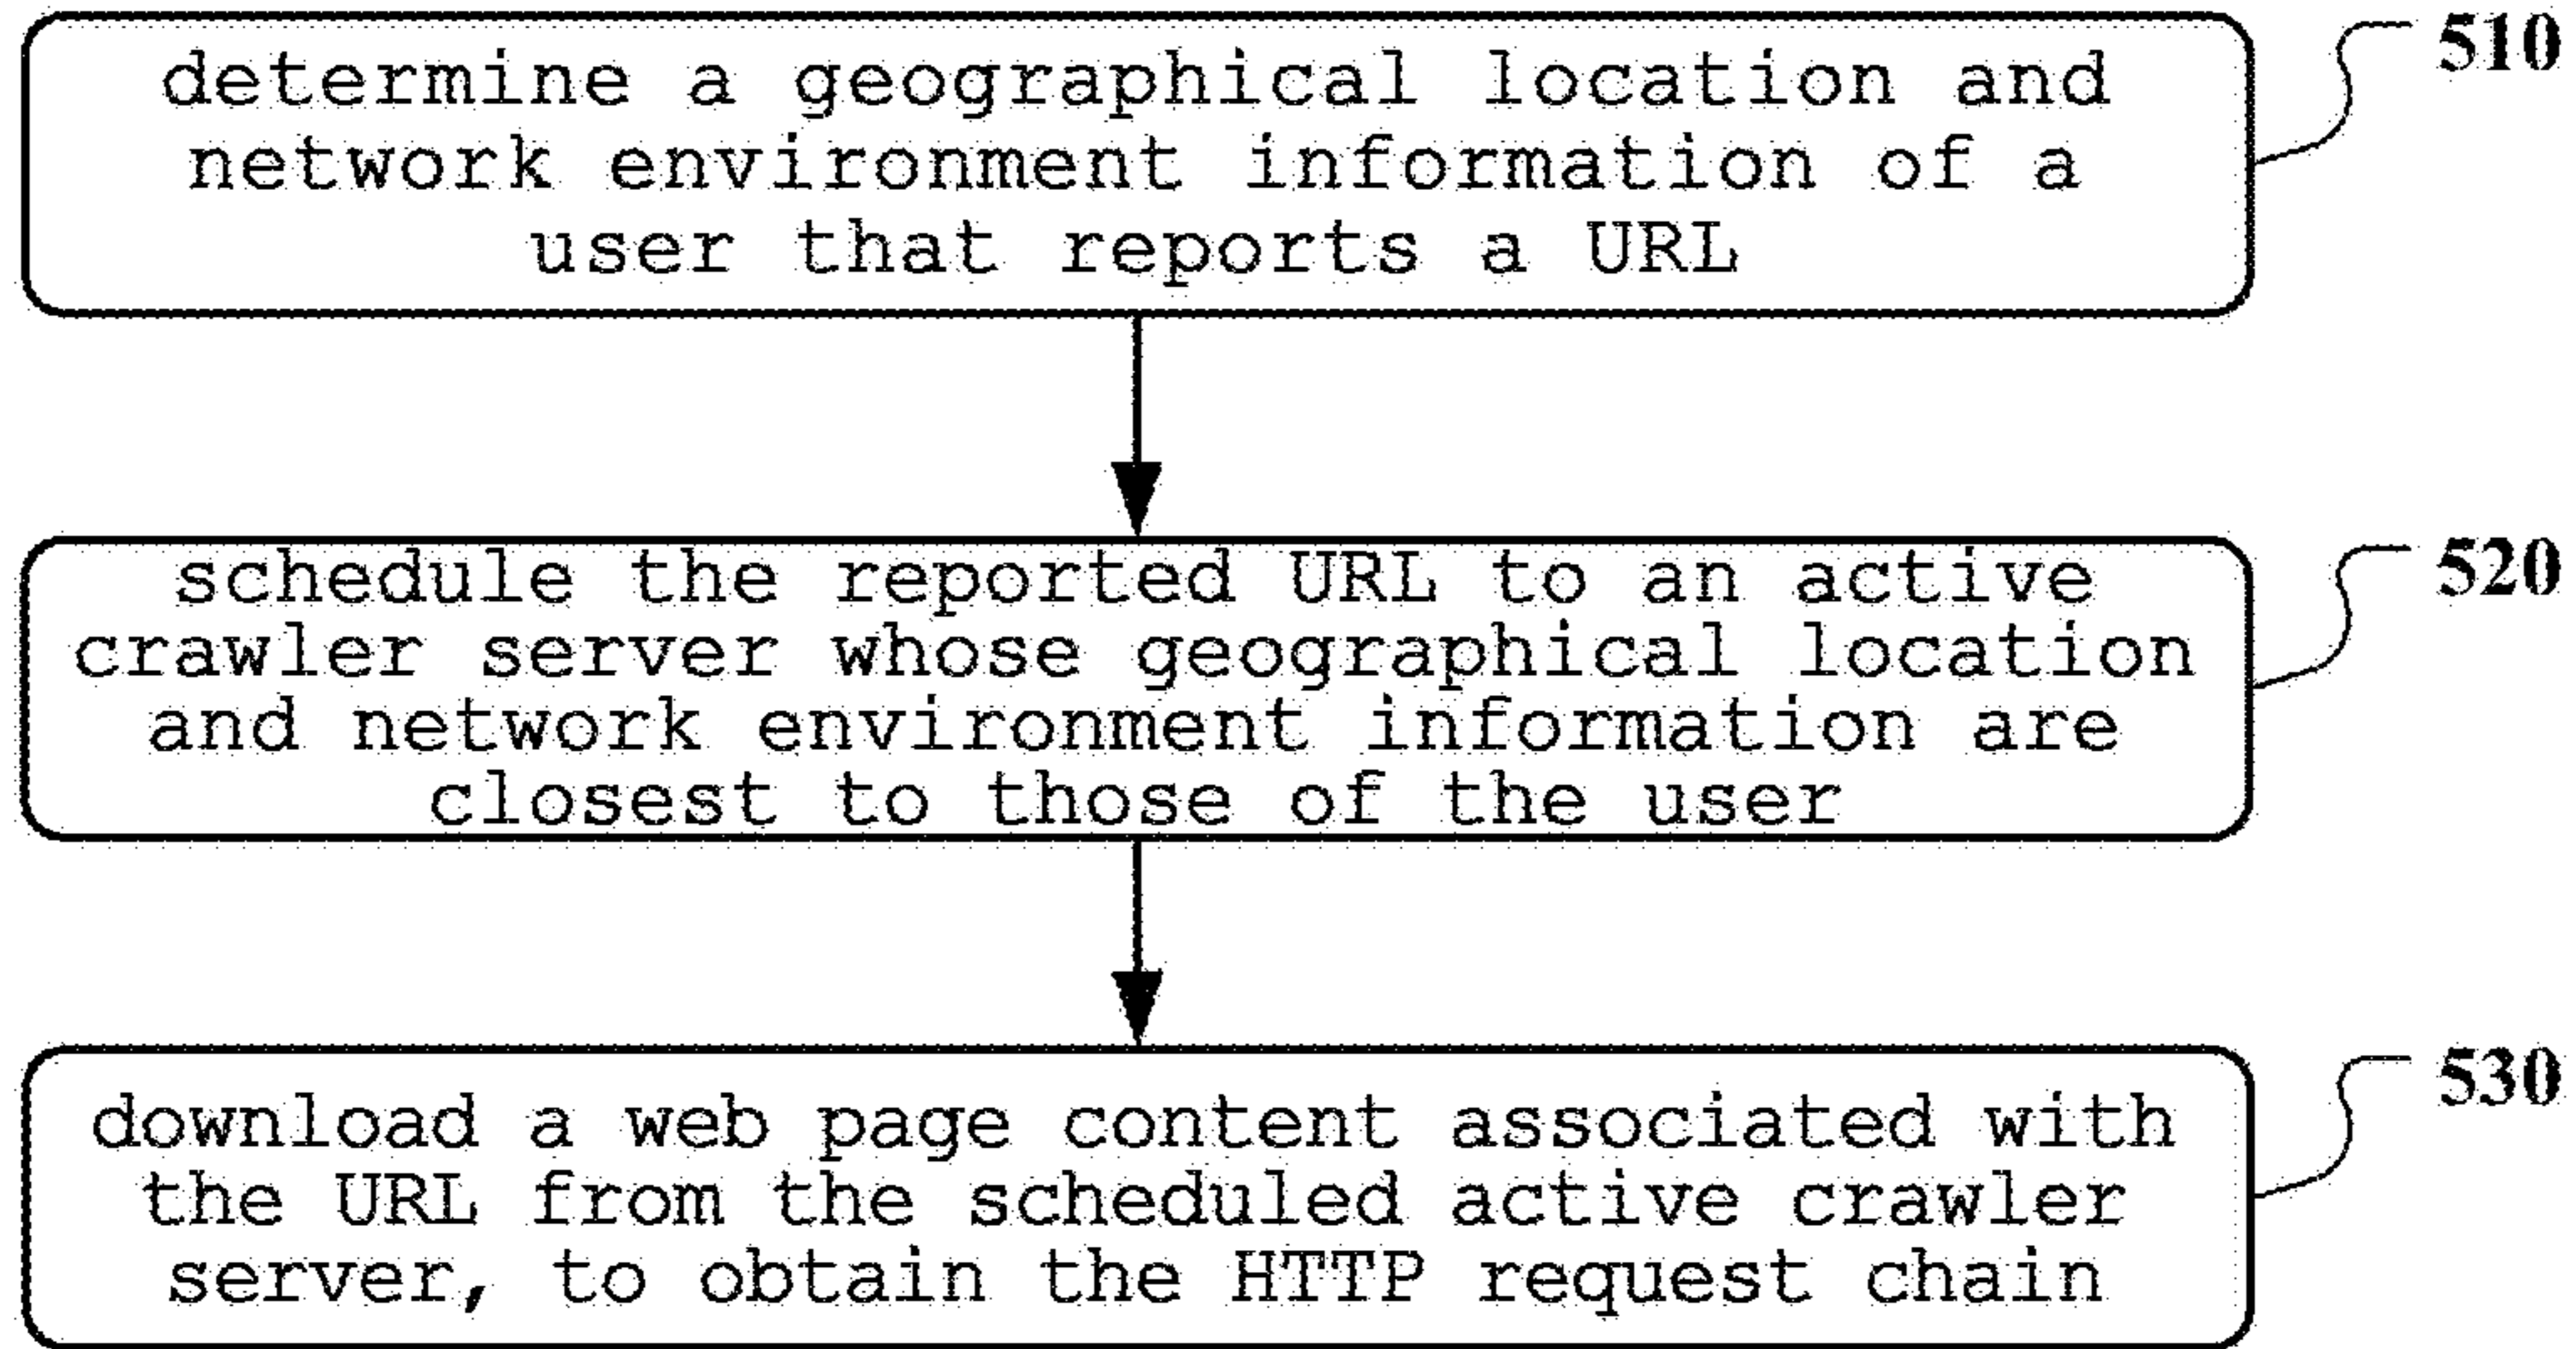 determine a geographical location and
network environment information of a
user that reports a URL
510
schedule the reported URL to an active
crawler server whose geographical location
and network environment information are
closest to those of the user
520
download a web page content associated with
the URL from the scheduled active crawler
server, to obtain the HTTP request chain
530